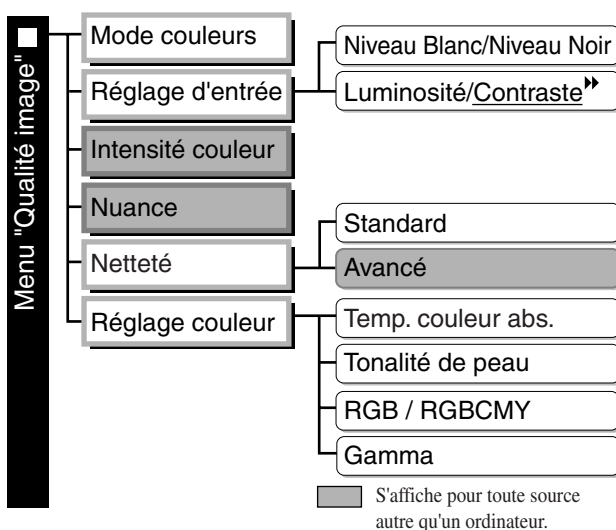 Menu "Qualité image"
Mode couleurs
Réglage d'entrée
Niveau Blanc/Niveau Noir
Luminosité/Contraste
Intensité couleur
Nuance
Netteté
Standard
Avancé
Réglage couleur
Temp. couleur abs.
Tonalité de peau
RGB / RGBCMY
Gamma
S'affiche pour toute source
autre qu'un ordinateur.